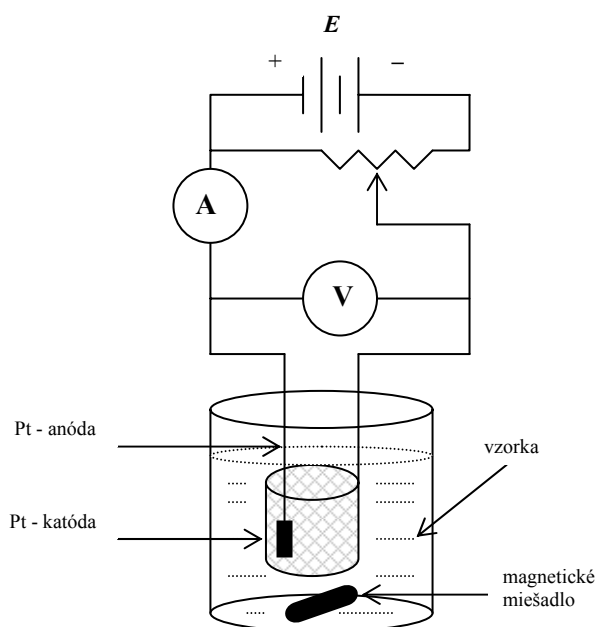 E
+
−
A
V
Pt - anóda
vzorka
Pt - katóda
magnetické
miešadlo